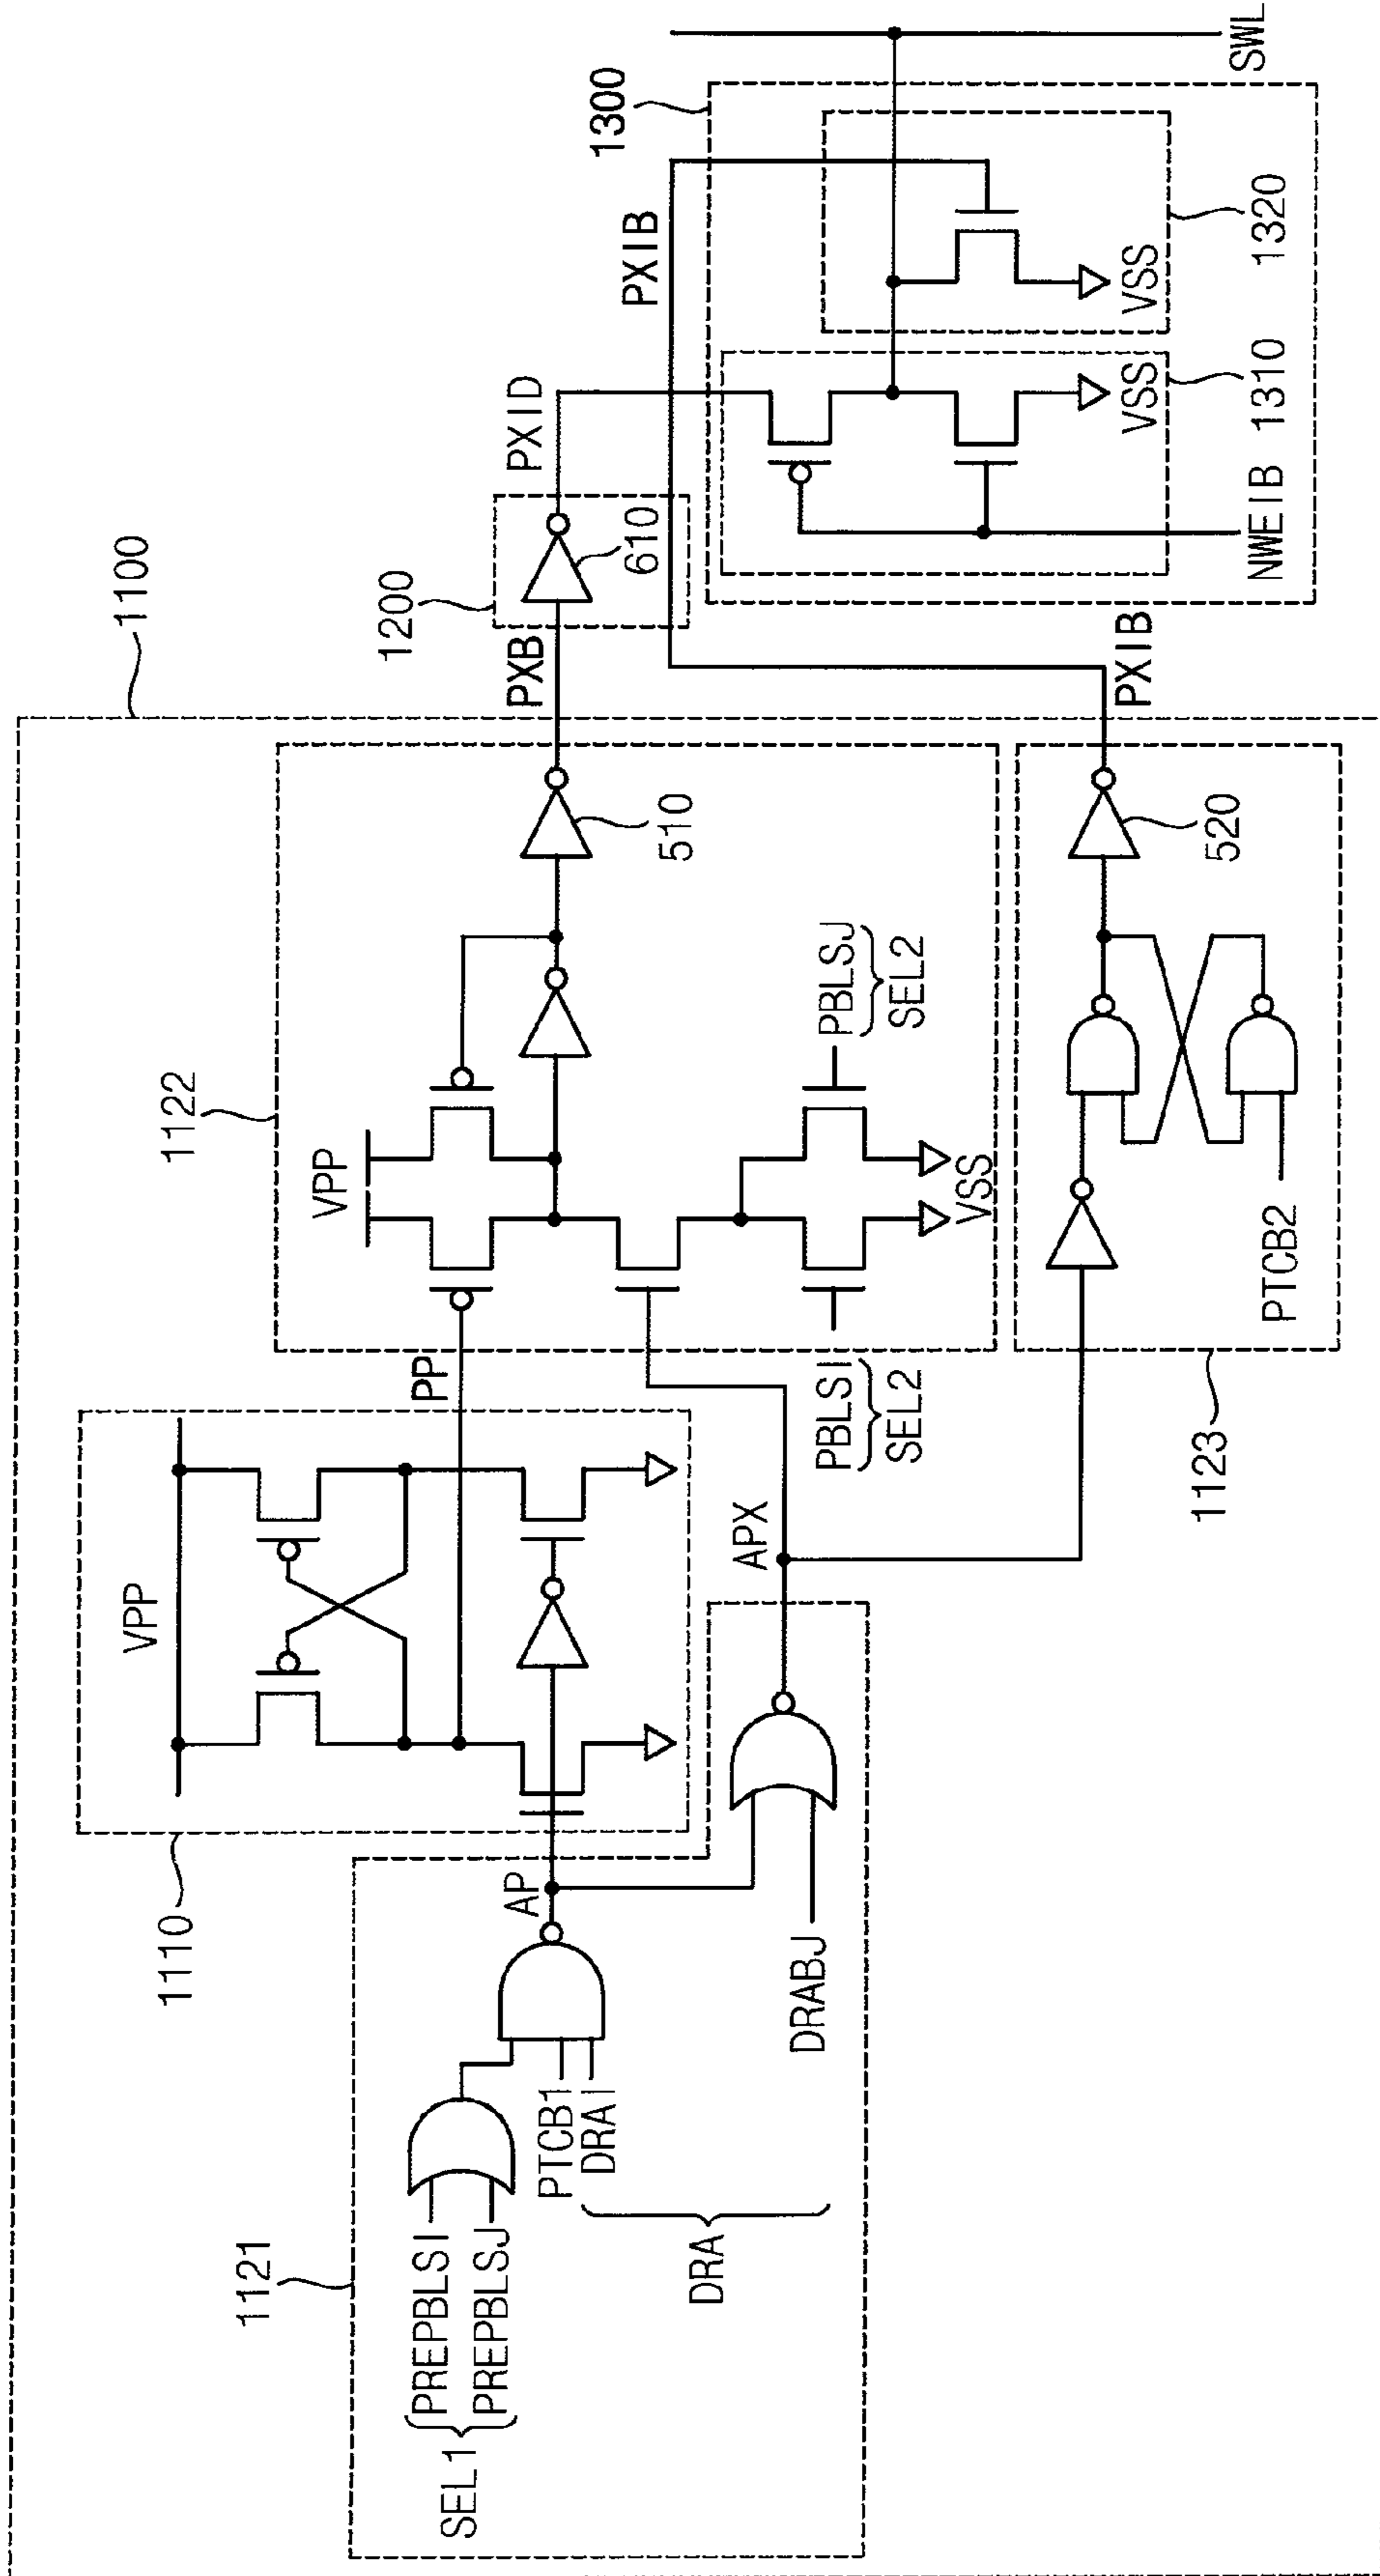 1100
1121
SEL1
PREPBLSI
PREPBLSJ
PTCB1
DRAI
DRA
DRABJ
AP
1110
VPP
PP
APX
1122
VPP
PBLSI
SEL2
PBLSJ
SEL2
VSS
510
1123
PTCB2
520
PXB
1200
610
PXID
PXIB
PXIB
1300
NWEIB
1310
VSS
1320
VSS
SWL